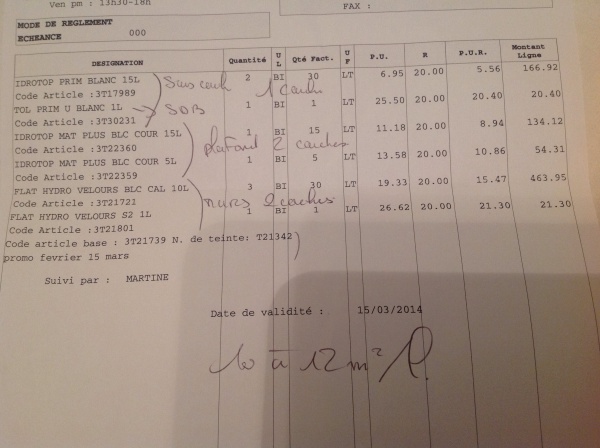 Ven pm : 13h30-18h
FAX :
MODE DE REGLEMENT
ECHEANCE 000
DESIGNATION Quantité UL Qté Fact. UF P.U. R P.U.R. Montant Ligne
IDROTOP PRIM BLANC 15L 2 BI 30 LT 6.95 20.00 5.56 166.92
Sous couch 1 couch
Code Article :3T17989
TOL PRIM U BLANC 1L 1 BI 1 LT 25.50 20.00 20.40 20.40
→ SDB
Code Article :3T30231
IDROTOP MAT PLUS BLC COUR 15L 1 BI 15 LT 11.18 20.00 8.94 134.12
Code Article :3T22360
plafond 2 couches
IDROTOP MAT PLUS BLC COUR 5L 1 BI 5 LT 13.58 20.00 10.86 54.31
Code Article :3T22359
FLAT HYDRO VELOURS BLC CAL 10L 3 BI 30 LT 19.33 20.00 15.47 463.95
Code Article :3T21721
murs 2 couches
FLAT HYDRO VELOURS S2 1L 1 BI 1 LT 26.62 20.00 21.30 21.30
Code Article :3T21801
Code article base : 3T21739 N. de teinte: T21342
promo fevrier 15 mars
Suivi par : MARTINE
Date de validité : 15/03/2014
10 à 12 m² / l.